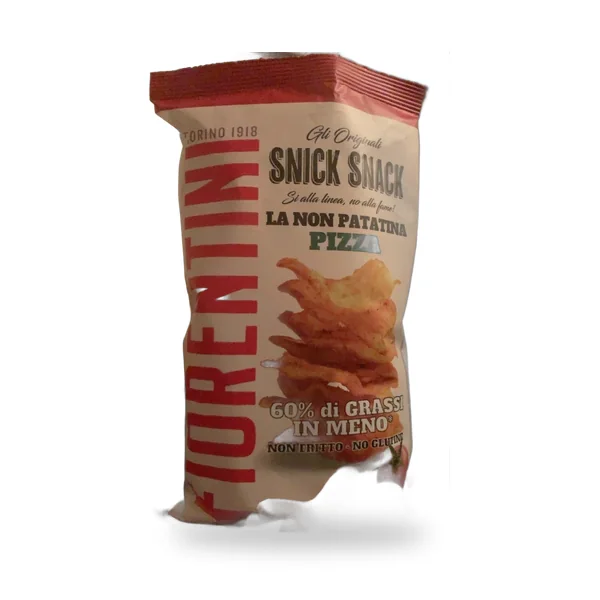 TORINO 1918
FIORENTINI
Gli Originali
SNICK SNACK
Sì alla linea, no alla fame!
LA NON PATATINA
PIZZA
60% di GRASSI
IN MENO*
NON FRITTO - NO GLUTINE